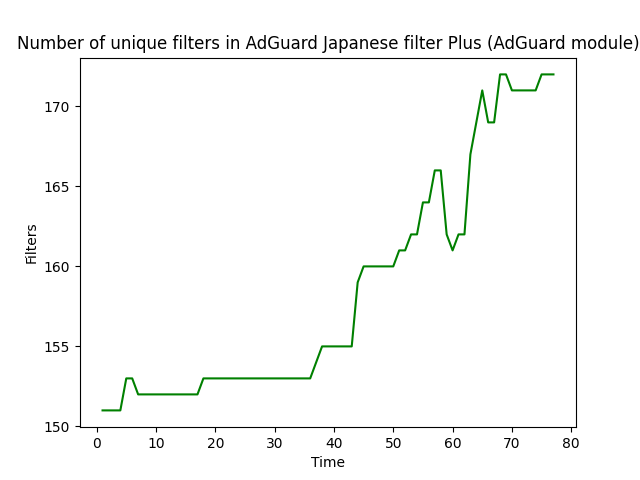 Number of unique filters in AdGuard Japanese filter Plus (AdGuard module)
170
165
160
155
150
Filters
0 10 20 30 40 50 60 70 80
Time